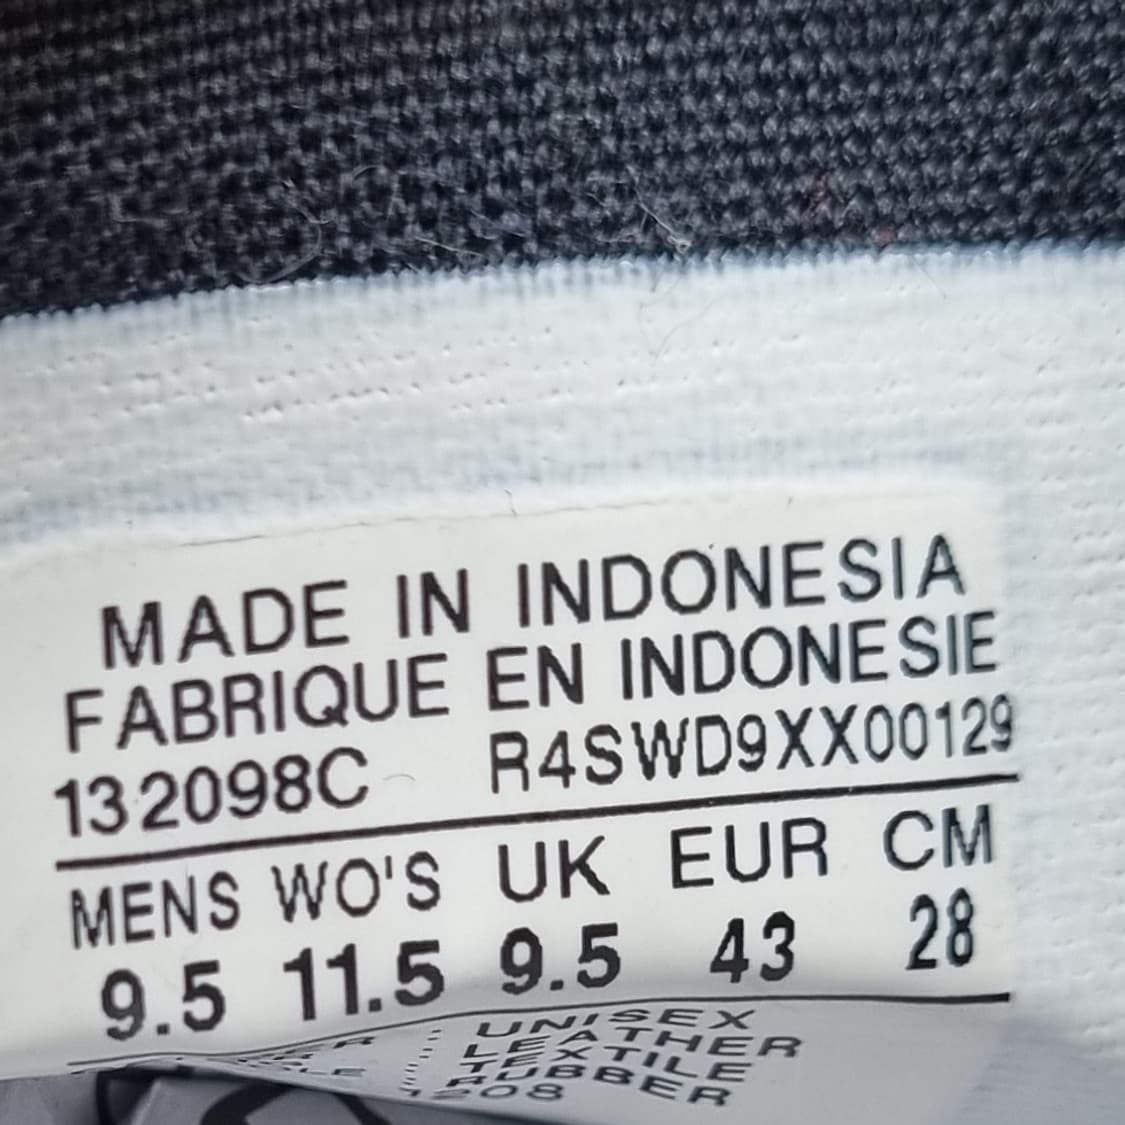 MADE IN INDONESIA
FABRIQUE EN INDONESIE
132098C R4SWD9XX00129
MENS WO'S UK EUR CM
9.5 11.5 9.5 43 28
UNISEX
LEATHER
TEXTILE
RUBBER